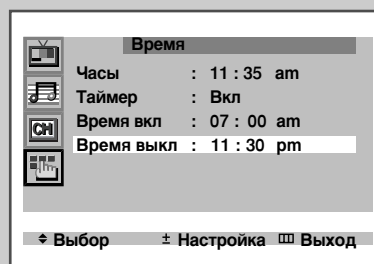 Время
Часы : 11 : 35 am
Таймер : Вкл
CH
Время вкл : 07 : 00 am
Время выкл : 11 : 30 pm
Выбор ± Настройка Выход